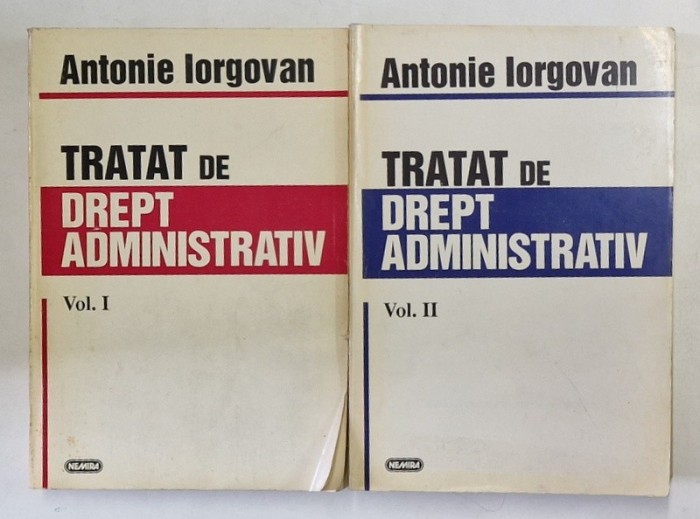 Antonie Iorgovan
TRATAT DE
DREPT
ADMINISTRATIV
Vol. I
NEMIRA
Antonie Iorgovan
TRATAT DE
DREPT
ADMINISTRATIV
Vol. II
NEMIRA